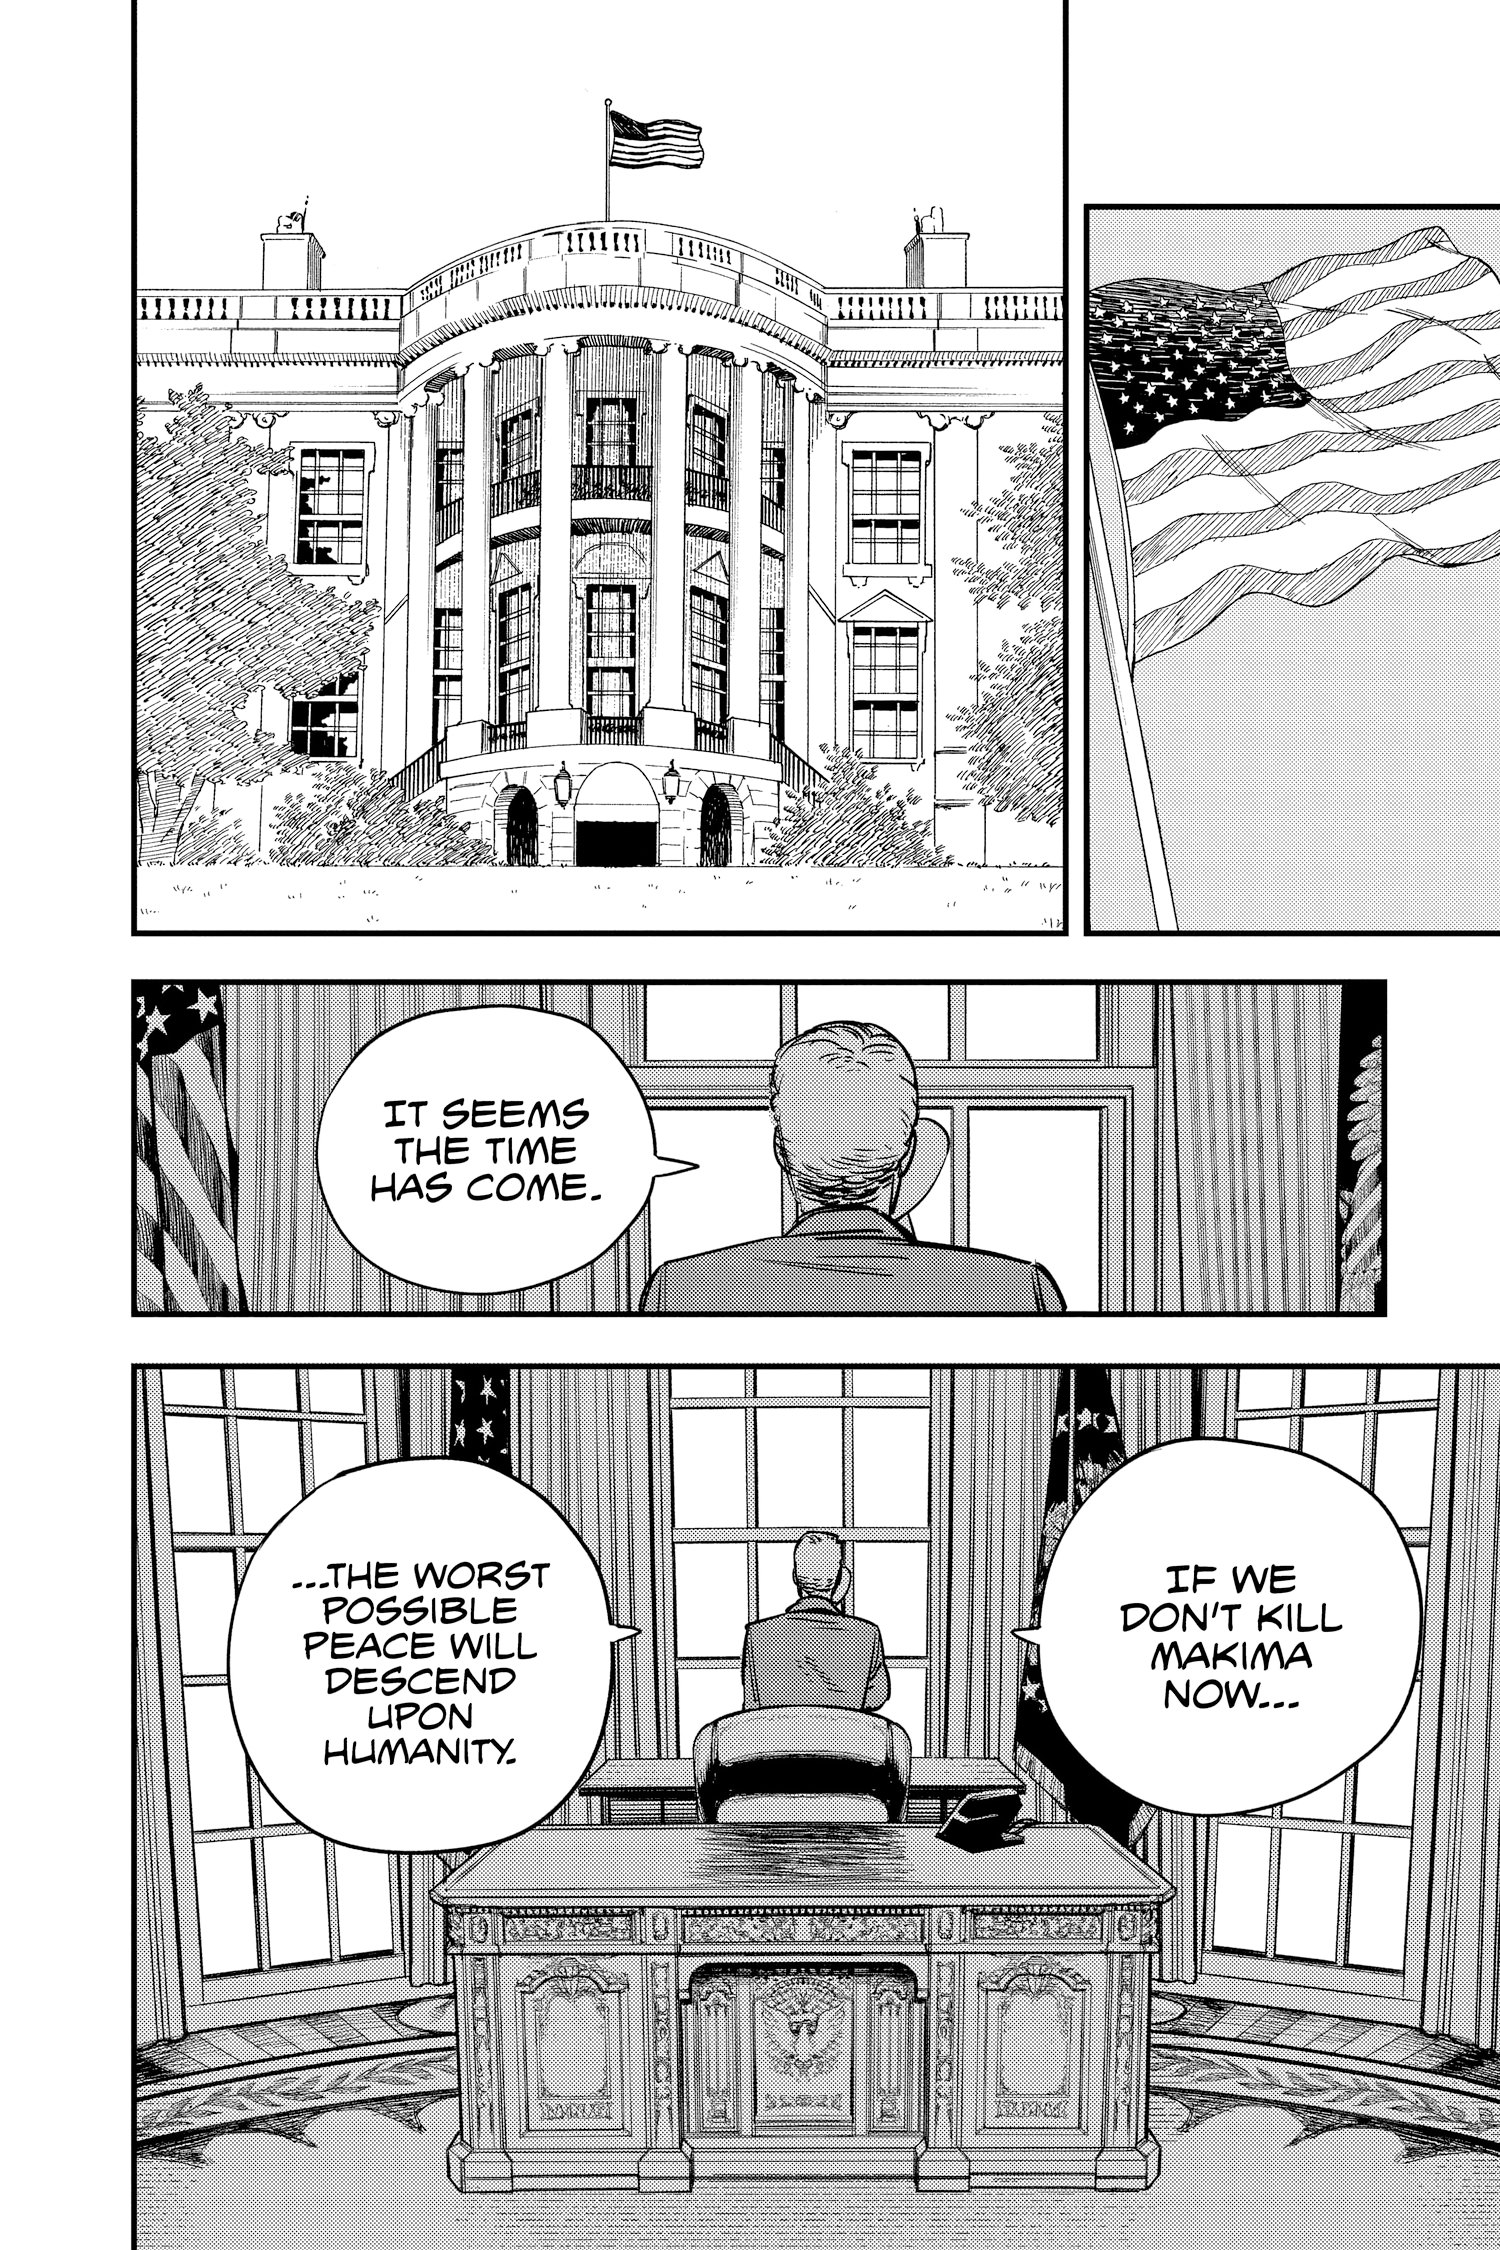 IT SEEMS
THE TIME
HAS COME.
IF WE
DON'T KILL
MAKIMA
NOW...
...THE WORST
POSSIBLE
PEACE WILL
DESCEND
UPON
HUMANITY.